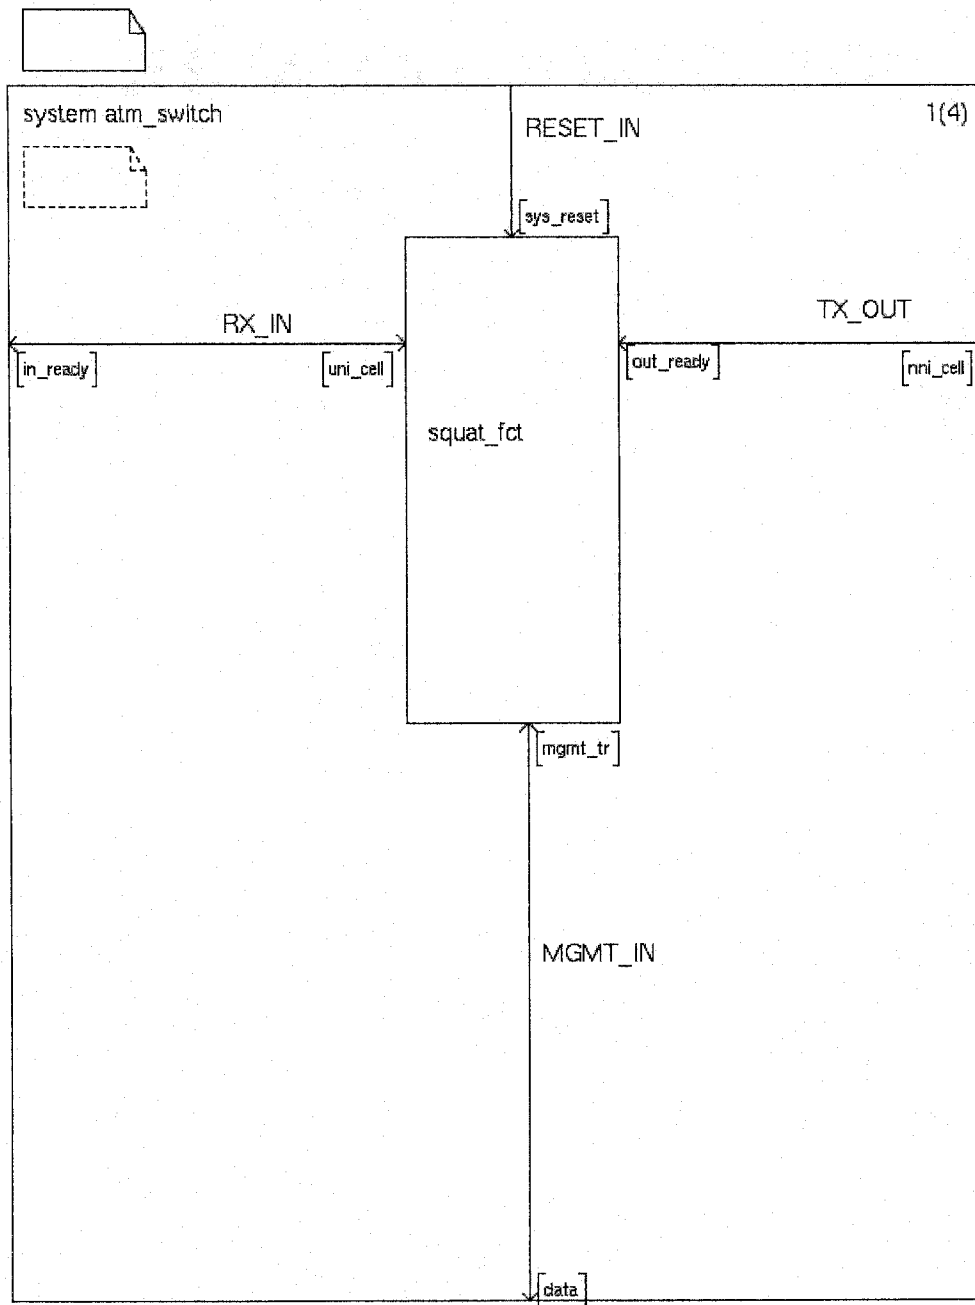 system atm_switch
1(4)
RESET_IN
[sys_reset]
RX_IN
TX_OUT
[in_ready]
[uni_cell]
[out_ready]
[nni_cell]
squat_fct
[mgmt_tr]
MGMT_IN
[data]